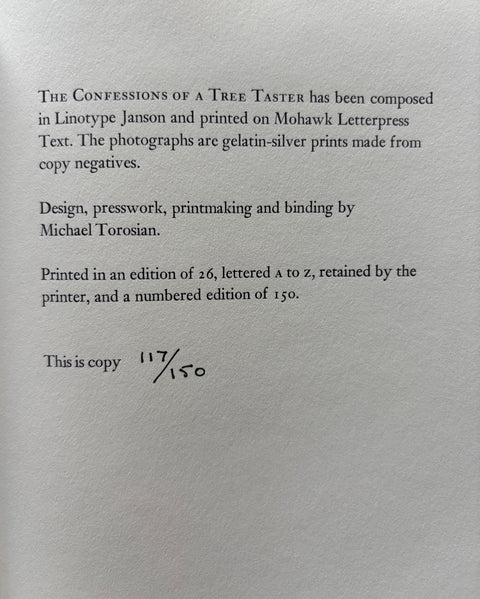 The Confessions of a Tree Taster has been composed
in Linotype Janson and printed on Mohawk Letterpress
Text. The photographs are gelatin-silver prints made from
copy negatives.
Design, presswork, printmaking and binding by
Michael Torosian.
Printed in an edition of 26, lettered A to Z, retained by the
printer, and a numbered edition of 150.
This is copy 117/150